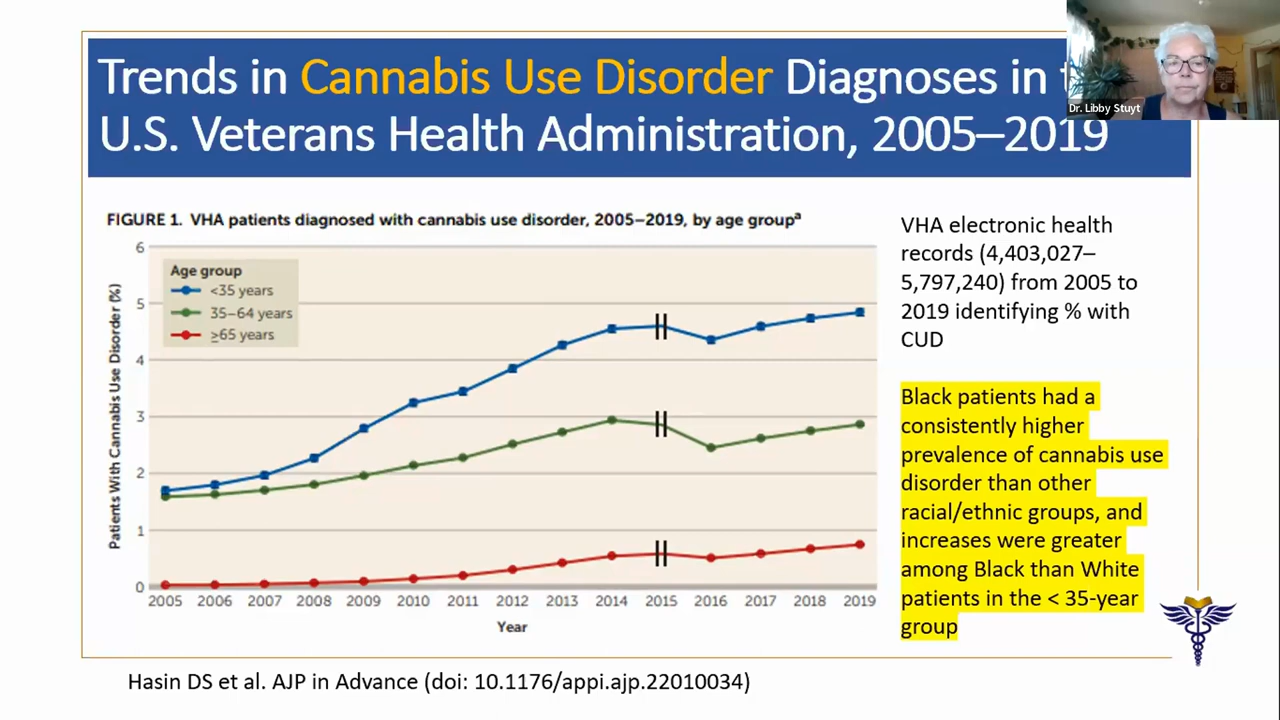 Trends in Cannabis Use Disorder Diagnoses in
U.S. Veterans Health Administration, 2005–2019
Dr. Libby Stuyt
FIGURE 1. VHA patients diagnosed with cannabis use disorder, 2005–2019, by age groupª
Patients With Cannabis Use Disorder (%)
6
5
4
3
2
1
0
Age group
<35 years
35–64 years
≥65 years
2005 2006 2007 2008 2009 2010 2011 2012 2013 2014 2015 2016 2017 2018 2019
Year
VHA electronic health
records (4,403,027–
5,797,240) from 2005 to
2019 identifying % with
CUD
Black patients had a
consistently higher
prevalence of cannabis use
disorder than other
racial/ethnic groups, and
increases were greater
among Black than White
patients in the < 35-year
group
Hasin DS et al. AJP in Advance (doi: 10.1176/appi.ajp.22010034)